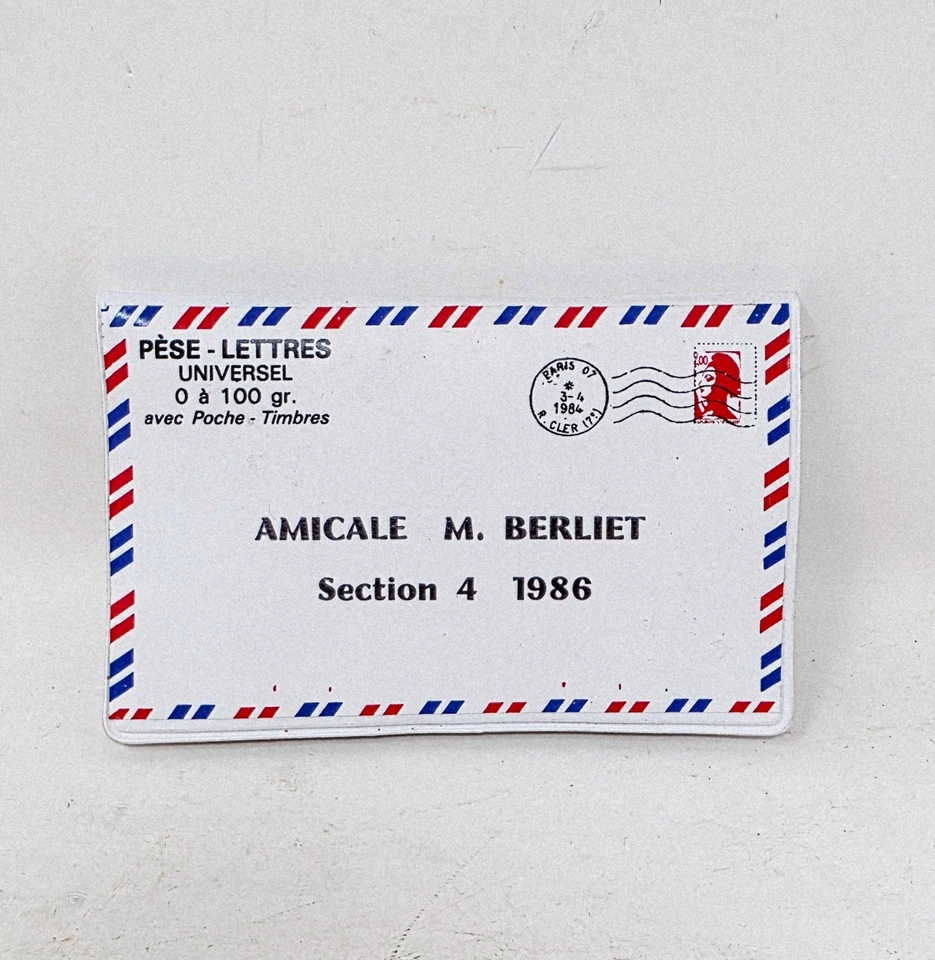 PÈSE - LETTRES
UNIVERSEL
0 à 100 gr.
avec Poche - Timbres
PARIS 07
*
3-4
1984
R. CLER (7e)
2,00
AMICALE M. BERLIET
Section 4 1986